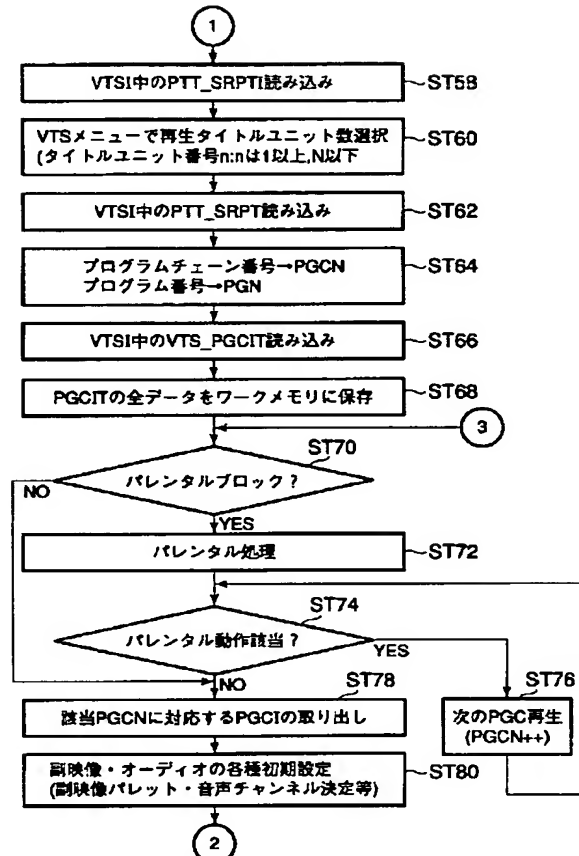 1
VTSI中のPTT_SRPTI読み込み
ST58
VTSメニューで再生タイトルユニット数選択
(タイトルユニット番号n:nは1以上,N以下
ST60
VTSI中のPTT_SRPT読み込み
ST62
プログラムチェーン番号→PGCN
プログラム番号→PGN
ST64
VTSI中のVTS_PGCIT読み込み
ST66
PGCITの全データをワークメモリに保存
ST68
3
ST70
パレンタルブロック?
NO
YES
パレンタル処理
ST72
ST74
パレンタル動作該当?
YES
NO
ST78
ST76
該当PGCNに対応するPGCIの取り出し
次のPGC再生
(PGCN++)
副映像・オーディオの各種初期設定
(副映像パレット・音声チャンネル決定等)
ST80
2